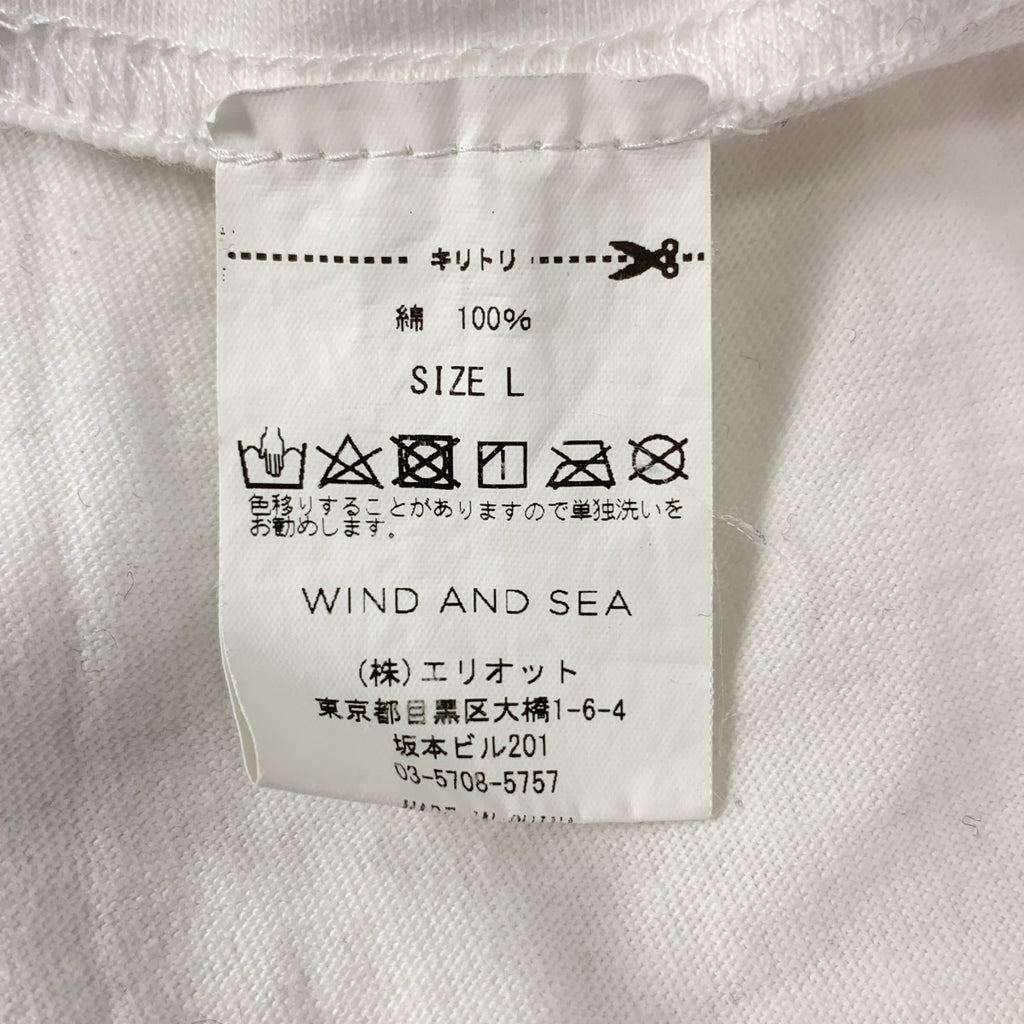 キリトリ
綿 100%
SIZE L
色移りすることがありますので単独洗いを
お勧めします。
WIND AND SEA
(株)エリオット
東京都目黒区大橋1-6-4
坂本ビル201
03-5708-5757
MADE IN